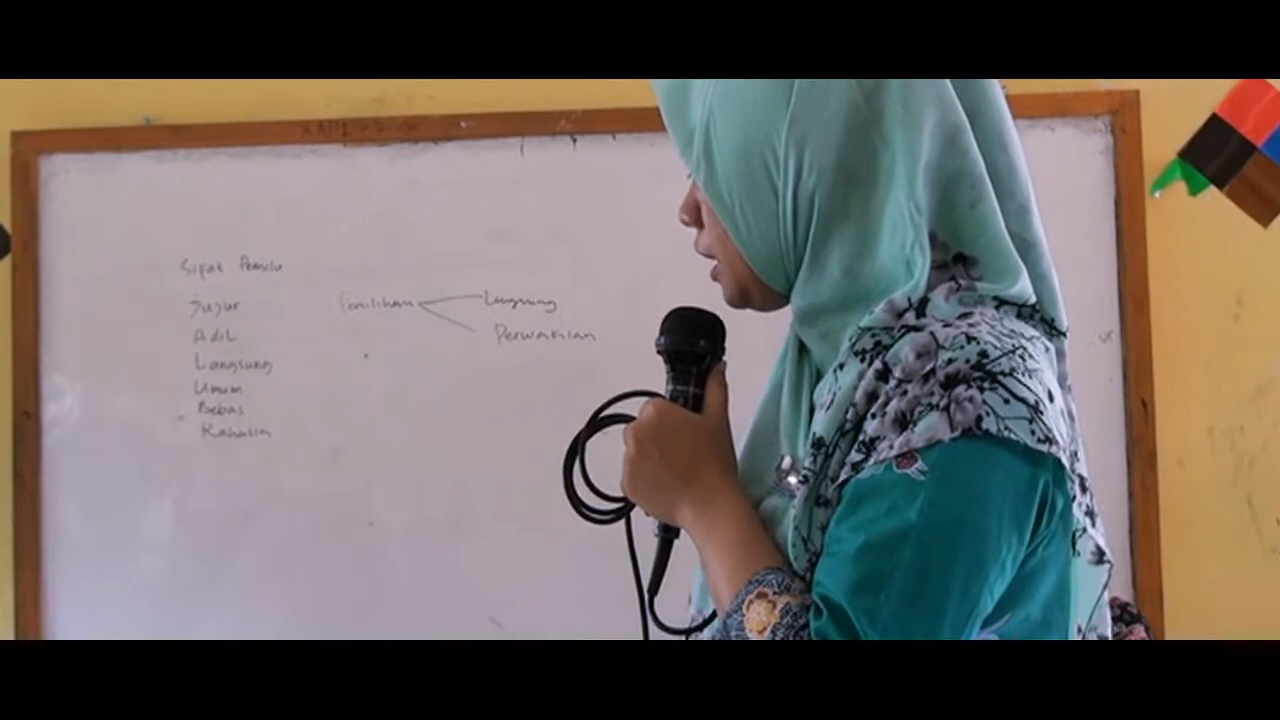 Sifat Pemilu
Jujur
Adil
Langsung
Umum
Bebas
Rahasia
Pemilihan
Langsung
Perwakilan